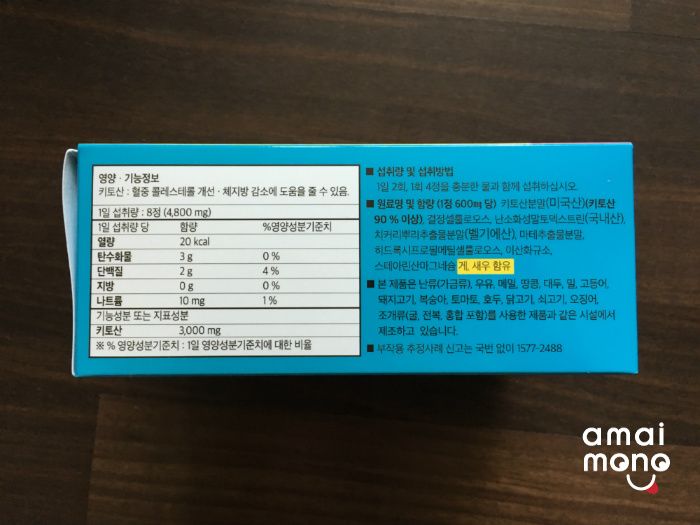 영양 · 기능정보
키토산 : 혈중 콜레스테롤 개선 · 체지방 감소에 도움을 줄 수 있음.
1일 섭취량 : 8정 (4,800 mg)
1일 섭취량 당 함량 %영양성분기준치
열량 20 kcal
탄수화물 3 g 0 %
단백질 2 g 4 %
지방 0 g 0 %
나트륨 10 mg 1 %
기능성분 또는 지표성분
키토산 3,000 mg
※ % 영양성분기준치 : 1일 영양성분기준치에 대한 비율
■ 섭취량 및 섭취방법
1일 2회, 1회 4정을 충분한 물과 함께 섭취하십시오.
■ 원료명 및 함량 (1정 600mg 당) 키토산분말(미국산)(키토산
90 % 이상), 결정셀룰로오스, 난소화성말토덱스트린(국내산),
치커리뿌리추출물분말(벨기에산), 마테추출물분말,
히드록시프로필메틸셀룰로오스, 이산화규소,
스테아린산마그네슘 게, 새우 함유
■ 본 제품은 난류(가금류), 우유, 메밀, 땅콩, 대두, 밀, 고등어,
돼지고기, 복숭아, 토마토, 호두, 닭고기, 쇠고기, 오징어,
조개류(굴, 전복, 홍합 포함)를 사용한 제품과 같은 시설에서
제조하고 있습니다.
■ 부작용 추정사례 신고는 국번 없이 1577-2488
amai
mono